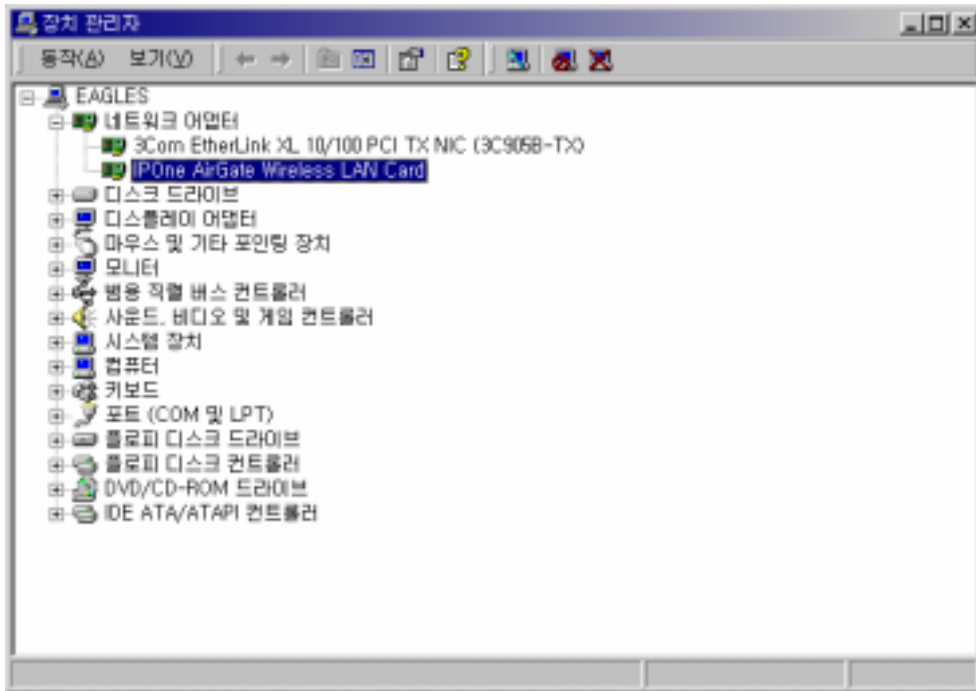 장치 관리자
동작(A) 보기(V)
EAGLES
네트워크 어댑터
3Com EtherLink XL 10/100 PCI TX NIC (3C905B-TX)
IPOne AirGate Wireless LAN Card
디스크 드라이브
디스플레이 어댑터
마우스 및 기타 포인팅 장치
모니터
범용 직렬 버스 컨트롤러
사운드, 비디오 및 게임 컨트롤러
시스템 장치
컴퓨터
키보드
포트 (COM 및 LPT)
플로피 디스크 드라이브
플로피 디스크 컨트롤러
DVD/CD-ROM 드라이브
IDE ATA/ATAPI 컨트롤러